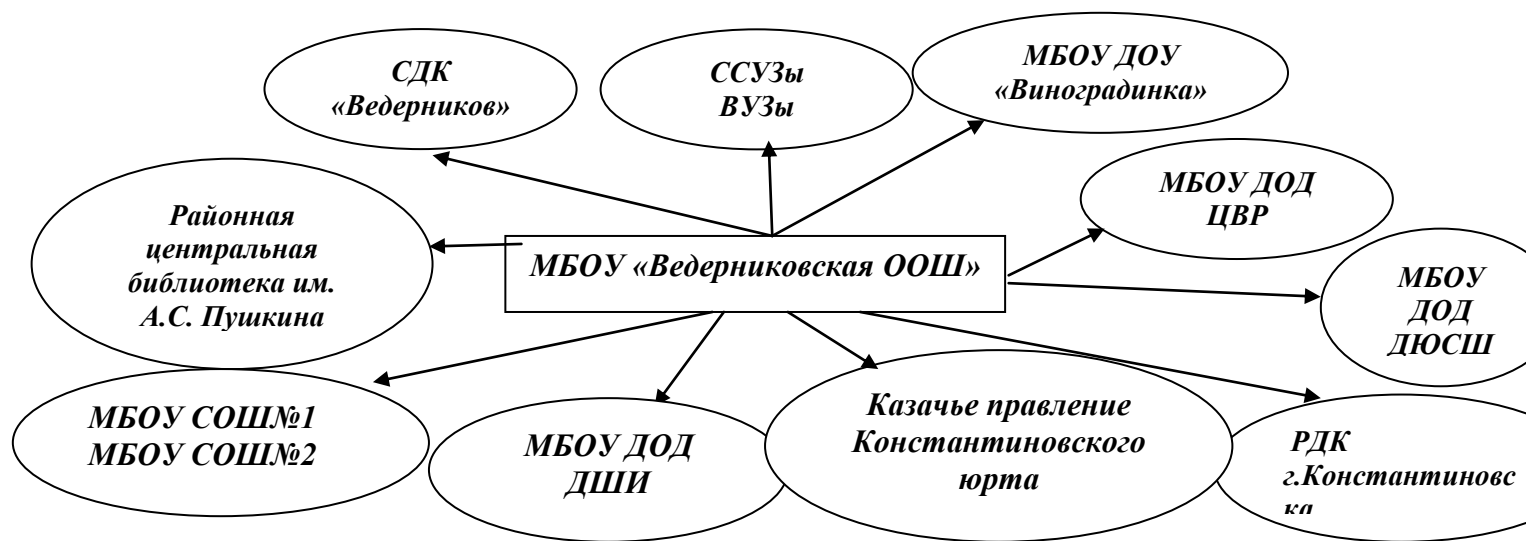 СДК
«Ведерников»
ССУЗы
ВУЗы
МБОУ ДОУ
«Виноградинка»
МБОУ ДОД
ЦВР
Районная
центральная
библиотека им.
А.С. Пушкина
МБОУ «Ведерниковская ООШ»
МБОУ
ДОД
ДЮСШ
МБОУ СОШ№1
МБОУ СОШ№2
МБОУ ДОД
ДШИ
Казачье правление
Константиновского
юрта
РДК
г.Константиновс
ка